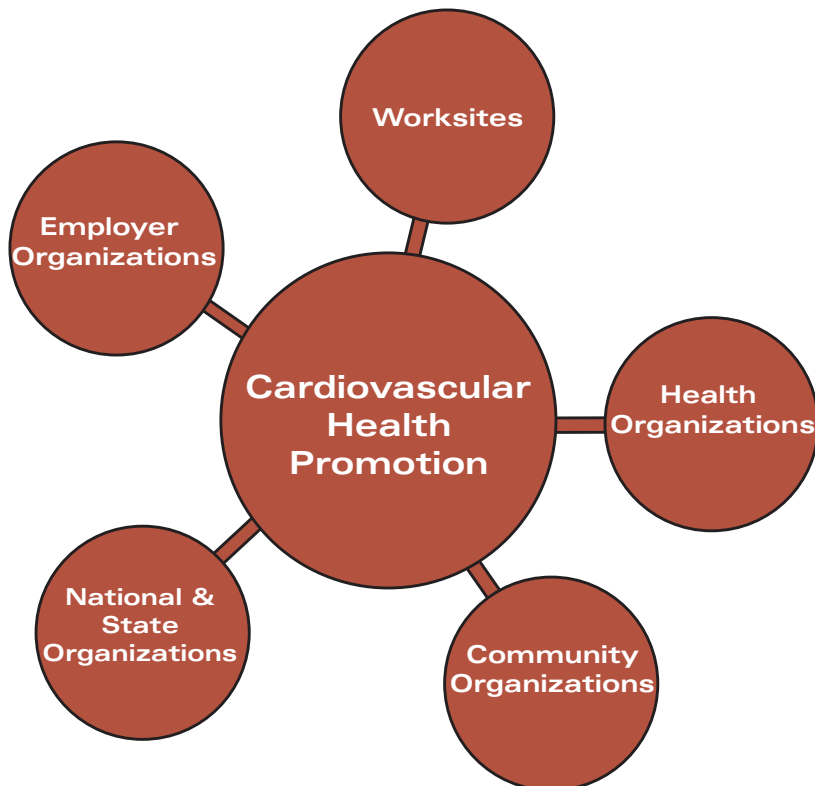 Worksites
Employer
Organizations
Cardiovascular
Health
Promotion
Health
Organizations
National &
State
Organizations
Community
Organizations